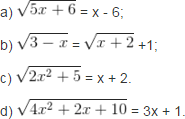 a) √(5x + 6) = x - 6;
b) √(3 − x) = √(x + 2) +1;
c) √(2x² + 5) = x + 2.
d) √(4x² + 2x + 10) = 3x + 1.